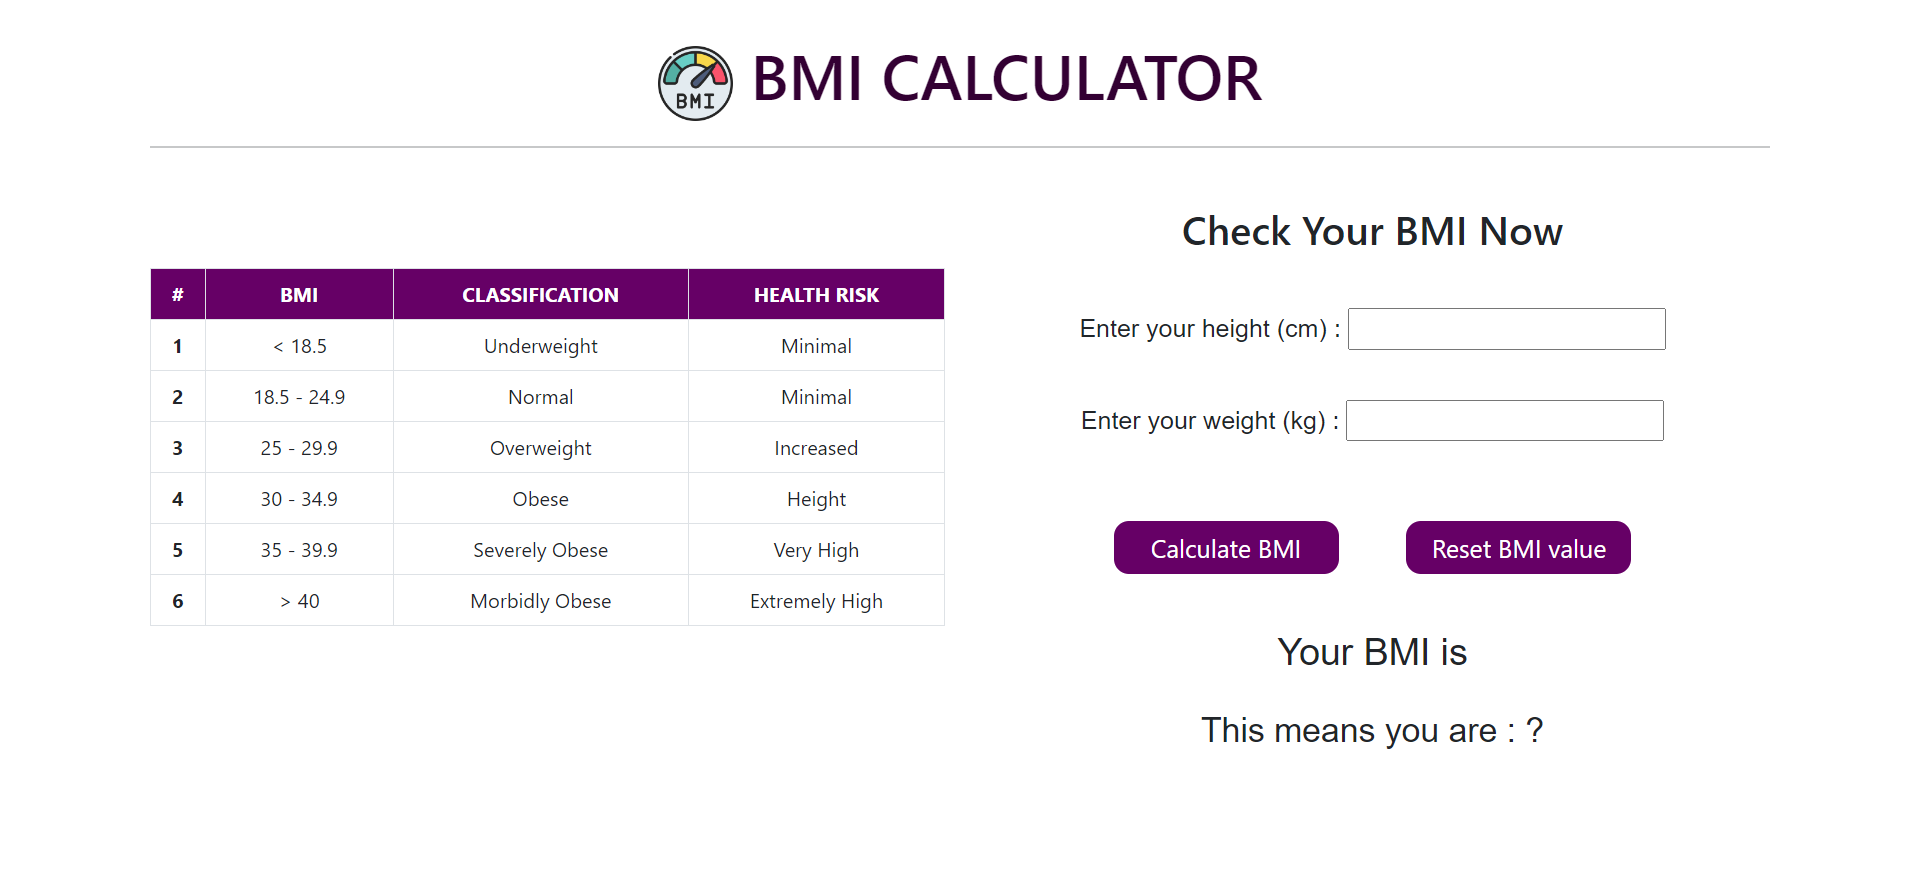 BMI
BMI CALCULATOR
# BMI CLASSIFICATION HEALTH RISK
1 < 18.5 Underweight Minimal
2 18.5 - 24.9 Normal Minimal
3 25 - 29.9 Overweight Increased
4 30 - 34.9 Obese Height
5 35 - 39.9 Severely Obese Very High
6 > 40 Morbidly Obese Extremely High
Check Your BMI Now
Enter your height (cm) :
Enter your weight (kg) :
Calculate BMI Reset BMI value
Your BMI is
This means you are : ?